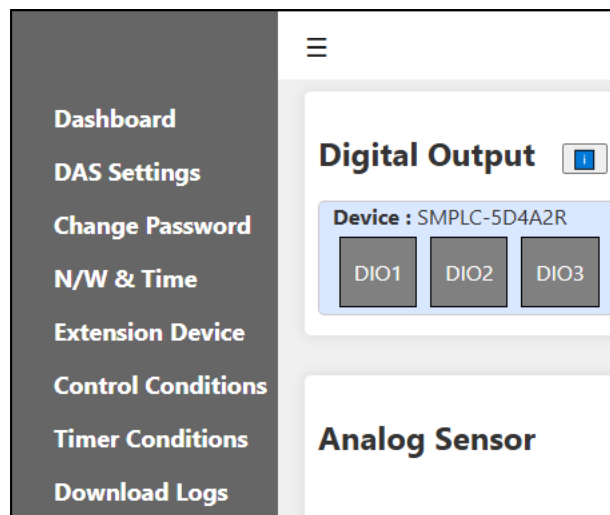 ☰
Dashboard
DAS Settings
Change Password
N/W & Time
Extension Device
Control Conditions
Timer Conditions
Download Logs
Digital Output i
Device : SMPLC-5D4A2R
DIO1 DIO2 DIO3
Analog Sensor